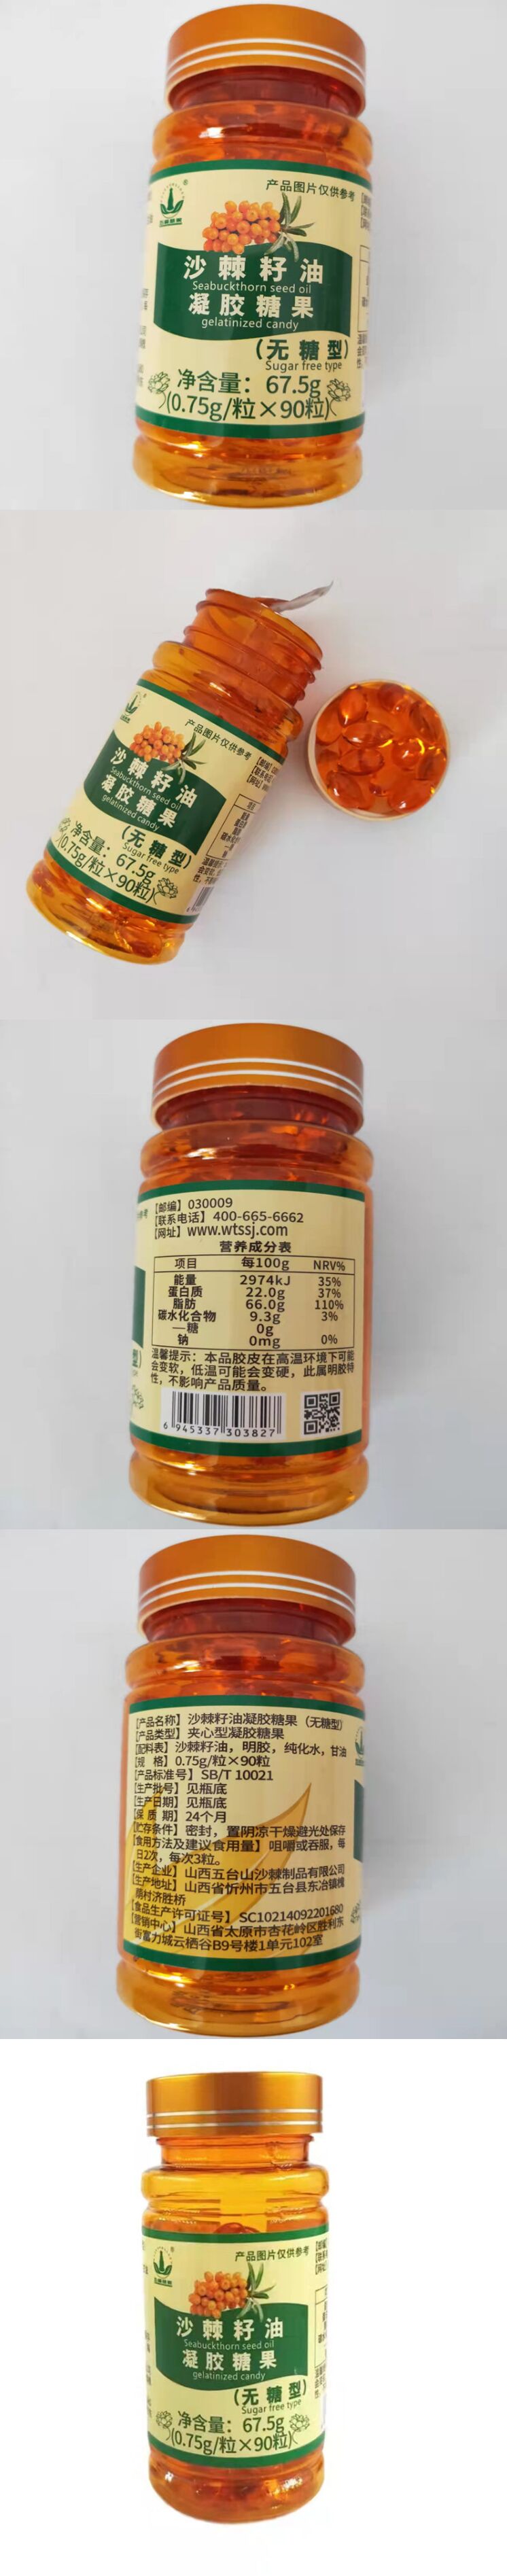 产品图片仅供参考
沙棘籽油
Seabuckthorn seed oil
凝胶糖果
gelatinized candy
(无糖型)
Sugar free type
净含量：67.5g
(0.75g/粒×90粒)
产品图片仅供参考
沙棘籽油
Seabuckthorn seed oil
凝胶糖果
gelatinized candy
(无糖型)
Sugar free type
净含量：67.5g
(0.75g/粒×90粒)
【邮编】030009
【联系电话】400-665-6662
【网址】www.wtssj.com
营养成分表
项目 每100g NRV%
能量 2974kJ 35%
蛋白质 22.0g 37%
脂肪 66.0g 110%
碳水化合物 9.3g 3%
—糖 0g
钠 0mg 0%
温馨提示：本品胶皮在高温环境下可能
会变软，低温可能会变硬，此属明胶特
性，不影响产品质量。
6 945337 303827
【产品名称】沙棘籽油凝胶糖果（无糖型）
【产品类型】夹心型凝胶糖果
【配料表】沙棘籽油，明胶，纯化水，甘油
【规 格】0.75g/粒×90粒
【产品标准号】SB/T 10021
【生产批号】见瓶底
【生产日期】见瓶底
【保 质 期】24个月
【贮存条件】密封，置阴凉干燥避光处保存
【食用方法及建议食用量】咀嚼或吞服，每
日2次，每次3粒。
【生产企业】山西五台山沙棘制品有限公司
【生产地址】山西省忻州市五台县东冶镇槐
荫村济胜桥
【食品生产许可证号】SC10214092201680
【营销中心】山西省太原市杏花岭区胜利东
街富力城云栖谷B9号楼1单元102室
产品图片仅供参考
沙棘籽油
Seabuckthorn seed oil
凝胶糖果
gelatinized candy
(无糖型)
Sugar free type
净含量：67.5g
(0.75g/粒×90粒)